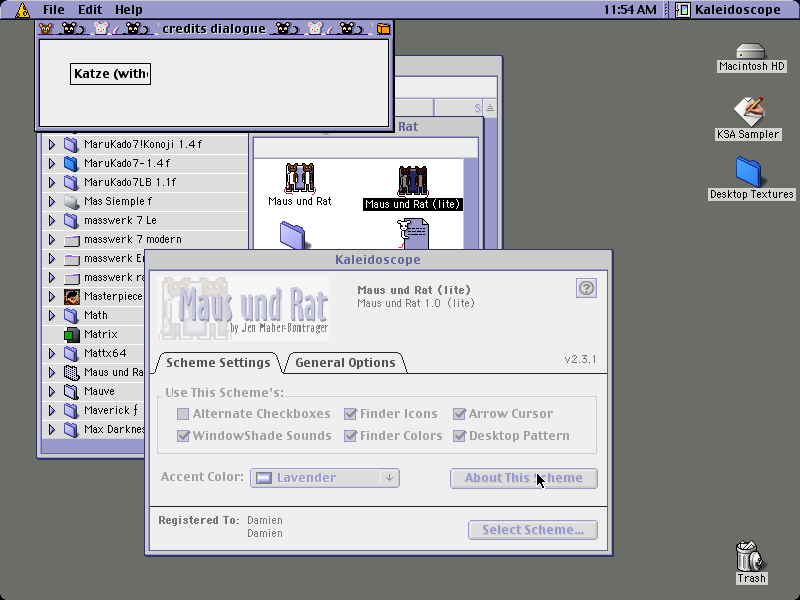 File Edit Help
11:54 AM Kaleidoscope
credits dialogue
Katze (with
Macintosh HD
KSA Sampler
Desktop Textures
Trash
S
Rat
MaruKado7!Konoji 1.4 f
MaruKado7-1.4 f
MaruKado7LB 1.1f
Mas Siemple f
masswerk 7 Le
masswerk 7 modern
masswerk
masswerk
Masterpiece
Math
Matrix
Mattx64
Maus und Ra
Mauve
Maverick ƒ
Max Darknes
Maus und Rat
Maus und Rat (lite)
Kaleidoscope
Maus und Rat
by Jen Maher-Bontrager
Maus und Rat (lite)
Maus und Rat 1.0 (lite)
?
v2.3.1
Scheme Settings
General Options
Use This Scheme's:
Alternate Checkboxes
Finder Icons
Arrow Cursor
WindowShade Sounds
Finder Colors
Desktop Pattern
Accent Color: Lavender
About This Scheme
Registered To: Damien
Damien
Select Scheme...